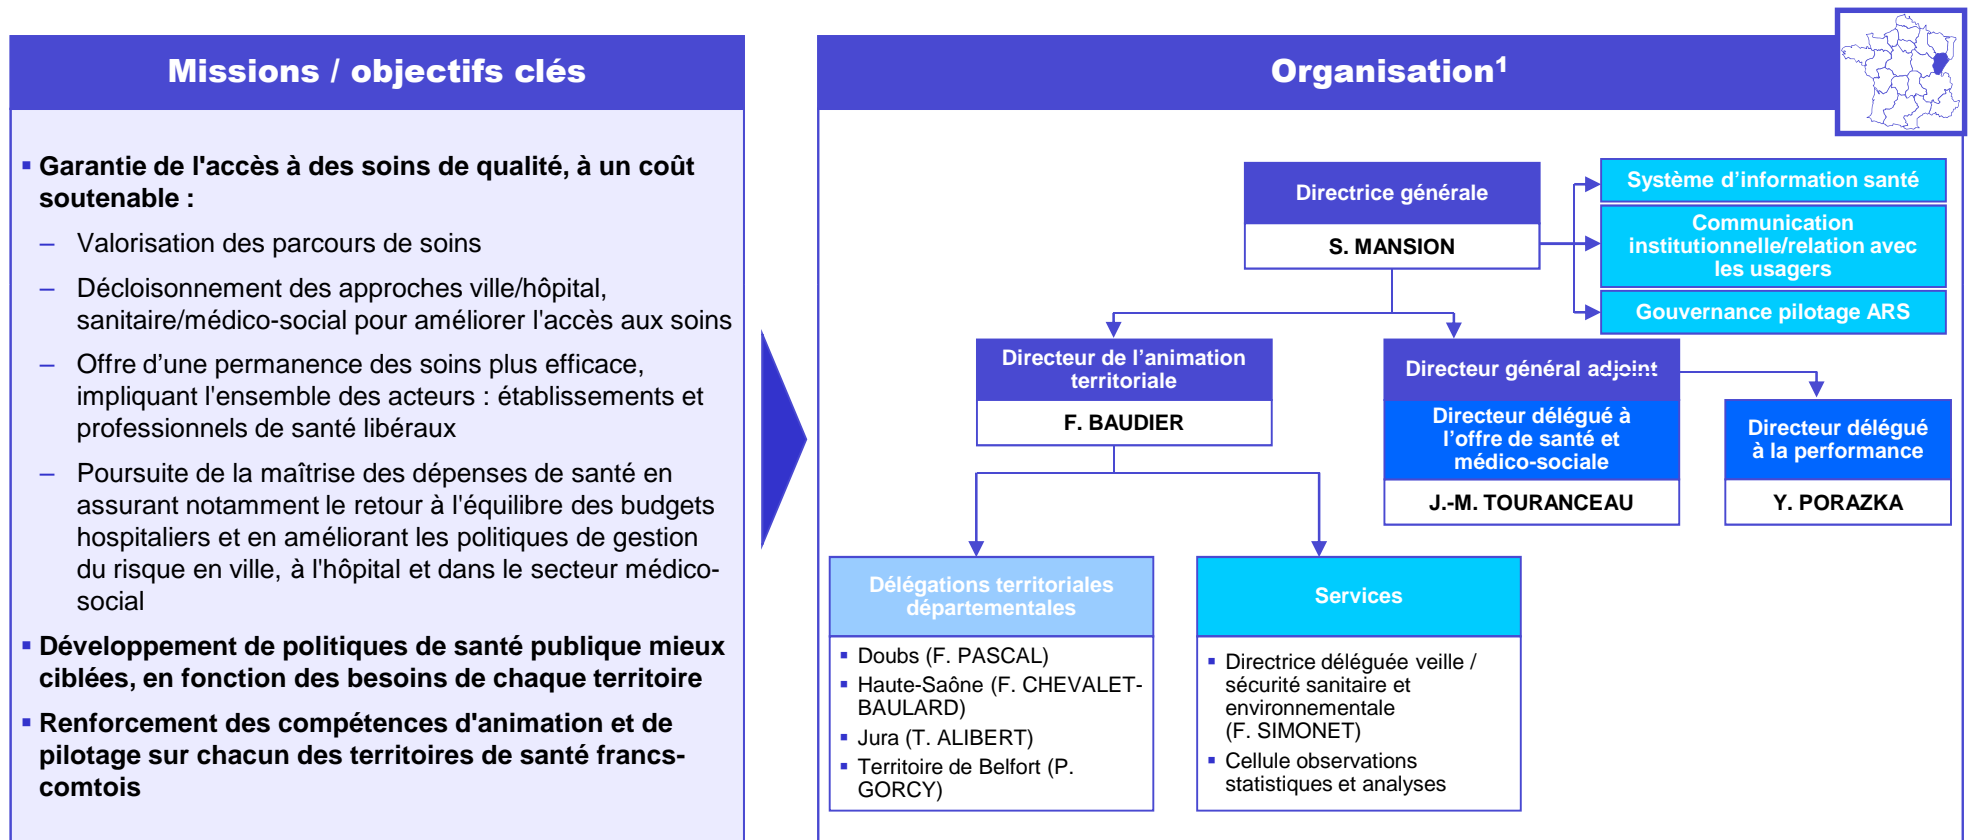 Missions / objectifs clés
▪ Garantie de l'accès à des soins de qualité, à un coût
soutenable :
– Valorisation des parcours de soins
– Décloisonnement des approches ville/hôpital,
sanitaire/médico-social pour améliorer l'accès aux soins
– Offre d’une permanence des soins plus efficace,
impliquant l'ensemble des acteurs : établissements et
professionnels de santé libéraux
– Poursuite de la maîtrise des dépenses de santé en
assurant notamment le retour à l'équilibre des budgets
hospitaliers et en améliorant les politiques de gestion
du risque en ville, à l'hôpital et dans le secteur médico-
social
▪ Développement de politiques de santé publique mieux
ciblées, en fonction des besoins de chaque territoire
▪ Renforcement des compétences d'animation et de
pilotage sur chacun des territoires de santé francs-
comtois
Organisation¹
Directrice générale
S. MANSION
Système d’information santé
Communication
institutionnelle/relation avec
les usagers
Gouvernance pilotage ARS
Directeur de l’animation
territoriale
F. BAUDIER
Directeur général adjoint
Directeur délégué à
l’offre de santé et
médico-sociale
J.-M. TOURANCEAU
Directeur délégué
à la performance
Y. PORAZKA
Délégations territoriales
départementales
▪ Doubs (F. PASCAL)
▪ Haute-Saône (F. CHEVALET-
BAULARD)
▪ Jura (T. ALIBERT)
▪ Territoire de Belfort (P.
GORCY)
Services
▪ Directrice déléguée veille /
sécurité sanitaire et
environnementale
(F. SIMONET)
▪ Cellule observations
statistiques et analyses